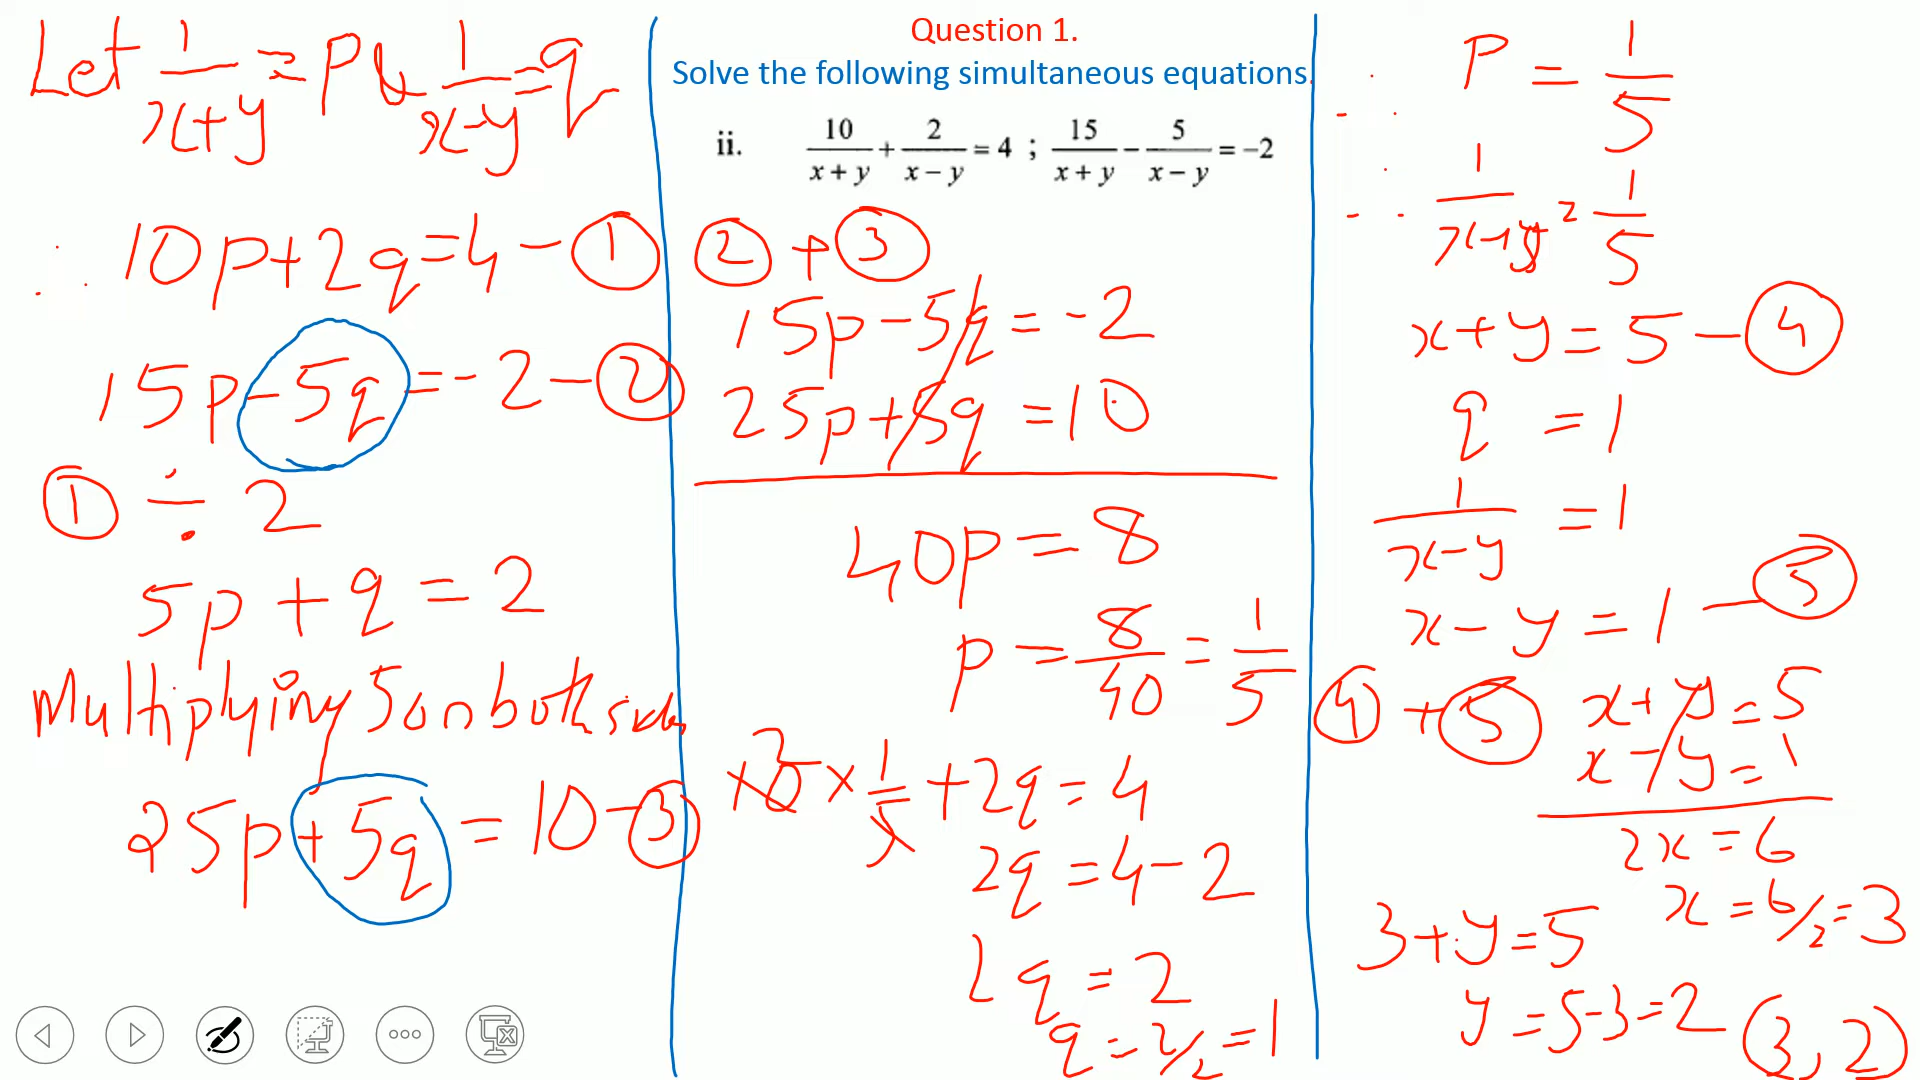 Question 1.
Solve the following simultaneous equations.
ii. 10/(x + y) + 2/(x − y) = 4 ; 15/(x + y) − 5/(x − y) = −2
Let 1/(x+y) = p & 1/(x−y) = q
∴ 10p + 2q = 4 − ①
15p − 5q = −2 − ②
① ÷ 2
5p + q = 2
Multiplying 5 on both sides
25p + 5q = 10 − ③
② + ③
15p − 5q = −2
25p + 5q = 10
40p = 8
p = 8/40 = 1/5
× 1/5 + 2q = 4
2q = 4 − 2
2q = 2
q = 2/2 = 1
∴ p = 1/5
∴ 1/(x+y) = 1/5
x + y = 5 − ④
q = 1
1/(x−y) = 1
x − y = 1 − ⑤
④ + ⑤ x + y = 5
x − y = 1
2x = 6
x = 6/2 = 3
3 + y = 5
y = 5 − 3 = 2
(3, 2)